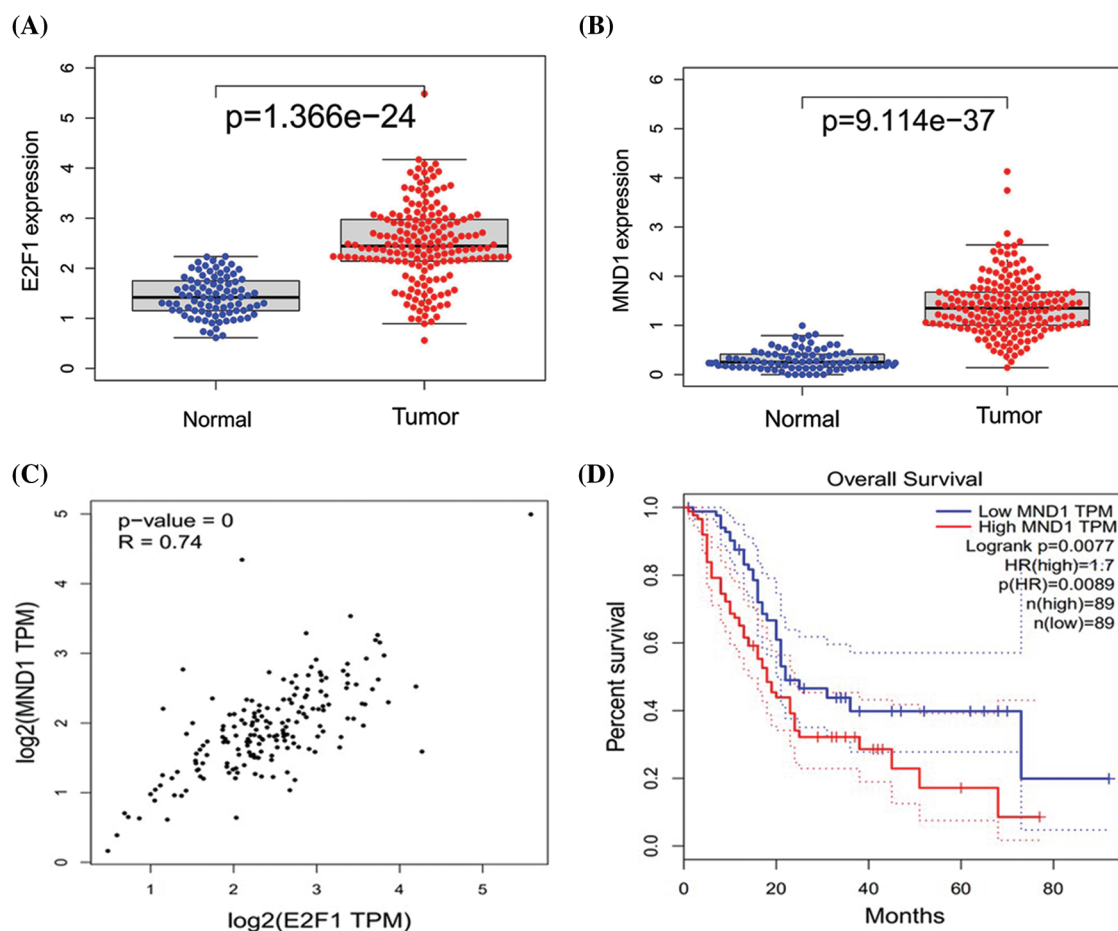 (A)
E2F1 expression
6
5
4
3
2
1
0
p=1.366e−24
Normal
Tumor
(B)
MND1 expression
6
5
4
3
2
1
0
p=9.114e−37
Normal
Tumor
(C)
log2(MND1 TPM)
5
4
3
2
1
0
p−value = 0
R = 0.74
1
2
3
4
5
log2(E2F1 TPM)
(D)
Overall Survival
Percent survival
1.0
0.8
0.6
0.4
0.2
0.0
Low MND1 TPM
High MND1 TPM
Logrank p=0.0077
HR(high)=1.7
p(HR)=0.0089
n(high)=89
n(low)=89
0
20
40
60
80
Months